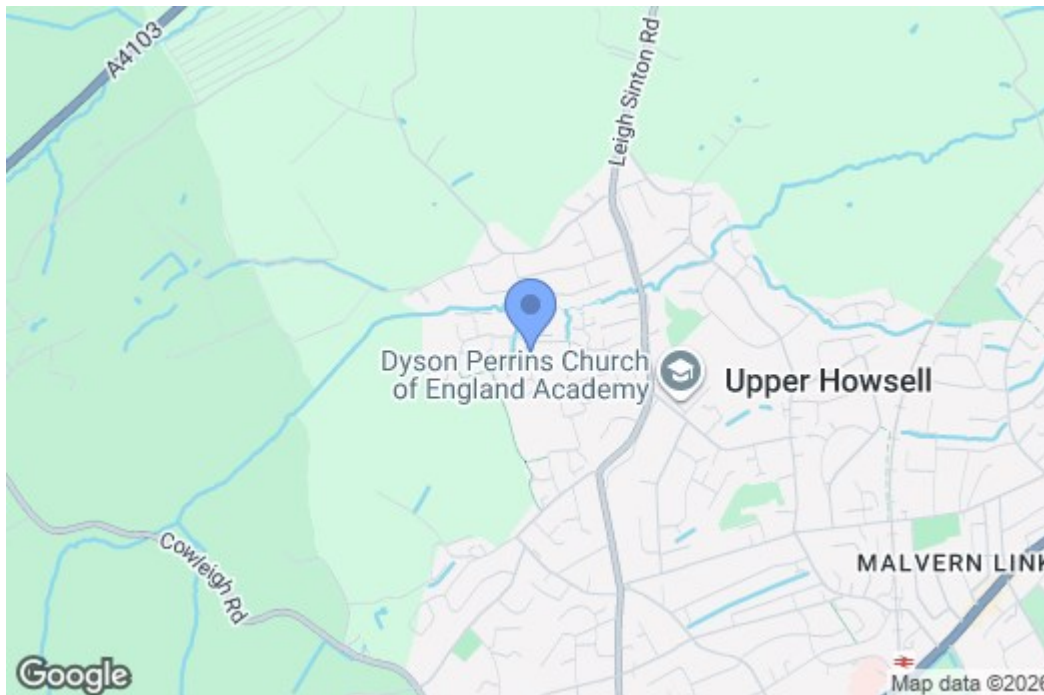 A4103
Leigh Sinton Rd
Dyson Perrins Church
of England Academy
Upper Howsell
Cowleigh Rd
MALVERN LINK
Google
Map data ©2026